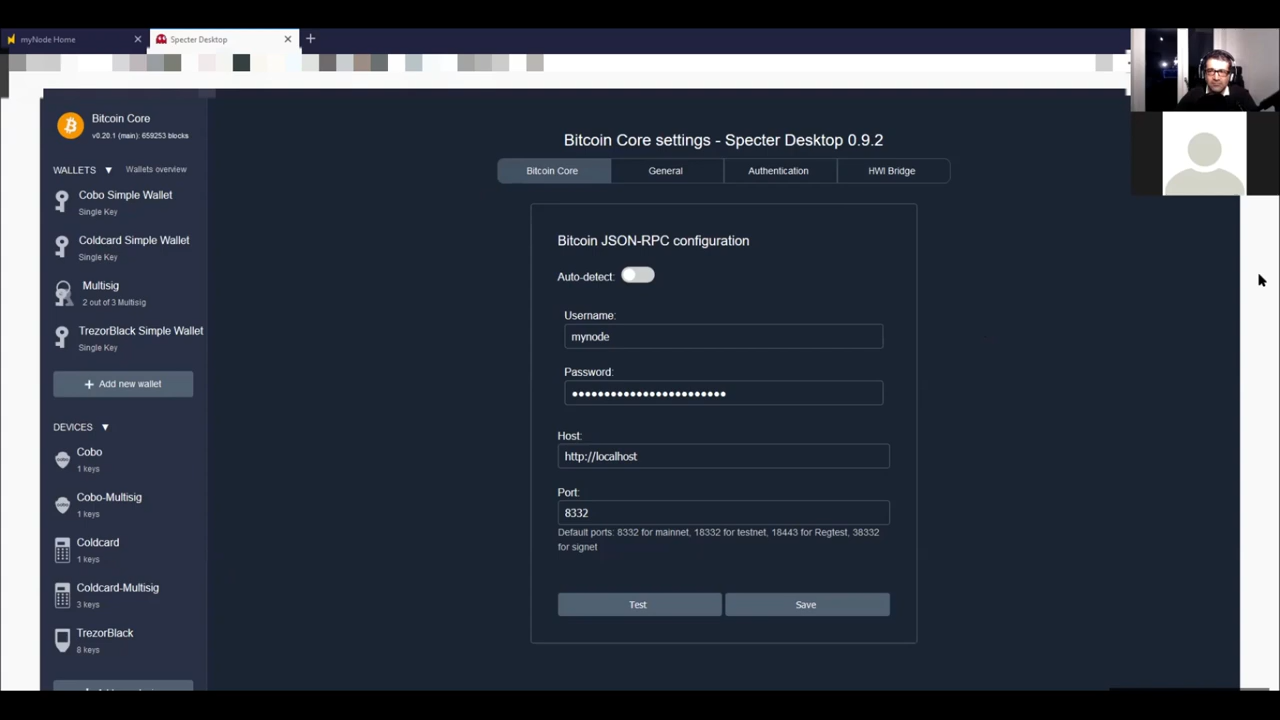 myNode Home
Specter Desktop
Bitcoin Core
v0.20.1 (main): 659253 blocks
WALLETS ▼ Wallets overview
Cobo Simple Wallet
Single Key
Coldcard Simple Wallet
Single Key
Multisig
2 out of 3 Multisig
TrezorBlack Simple Wallet
Single Key
+ Add new wallet
DEVICES ▼
Cobo
1 keys
Cobo-Multisig
1 keys
Coldcard
1 keys
Coldcard-Multisig
3 keys
TrezorBlack
8 keys
Bitcoin Core settings - Specter Desktop 0.9.2
Bitcoin Core
General
Authentication
HWI Bridge
Bitcoin JSON-RPC configuration
Auto-detect:
Username:
mynode
Password:
Host:
http://localhost
Port:
8332
Default ports: 8332 for mainnet, 18332 for testnet, 18443 for Regtest, 38332
for signet
Test
Save